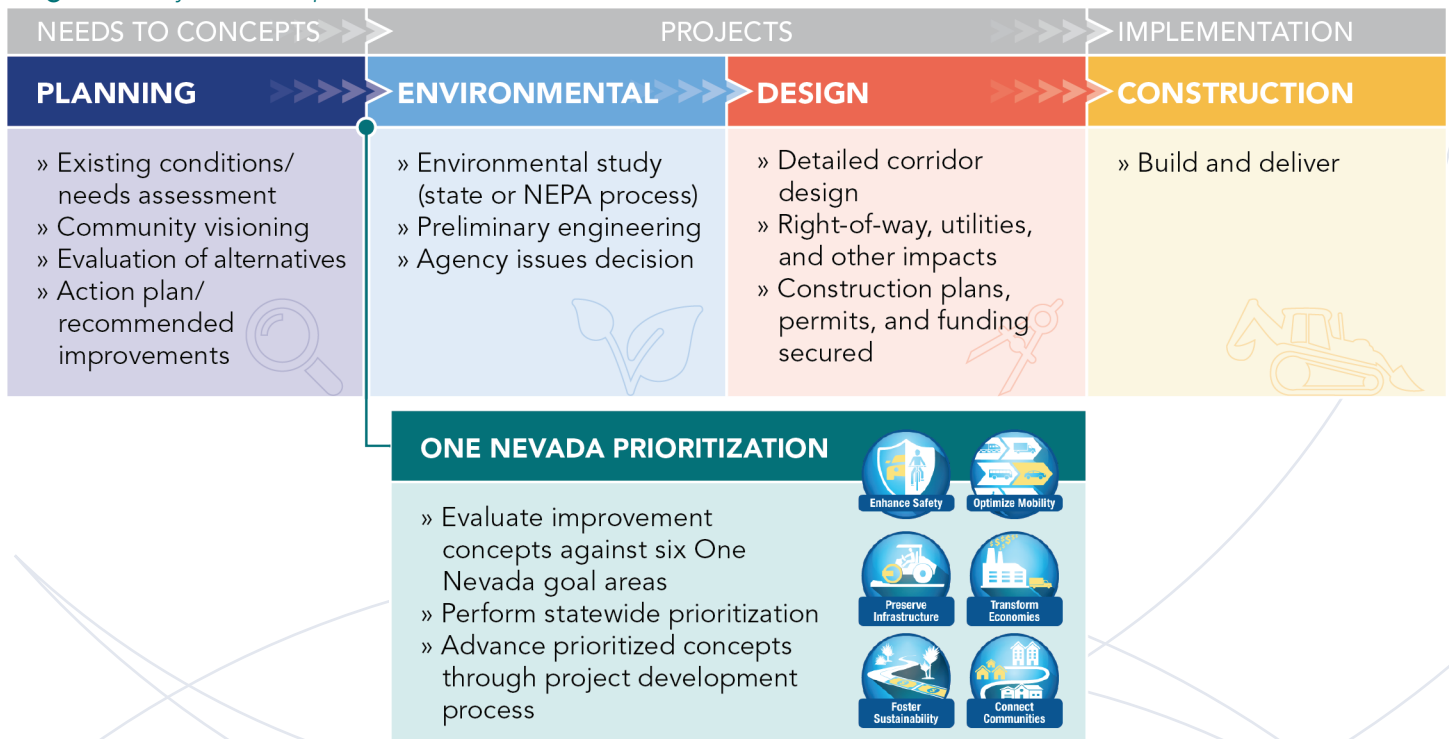 NEEDS TO CONCEPTS
PROJECTS
IMPLEMENTATION
PLANNING
ENVIRONMENTAL
DESIGN
CONSTRUCTION
» Existing conditions/
needs assessment
» Community visioning
» Evaluation of alternatives
» Action plan/
recommended
improvements
» Environmental study
(state or NEPA process)
» Preliminary engineering
» Agency issues decision
» Detailed corridor
design
» Right-of-way, utilities,
and other impacts
» Construction plans,
permits, and funding
secured
» Build and deliver
ONE NEVADA PRIORITIZATION
» Evaluate improvement
concepts against six One
Nevada goal areas
» Perform statewide prioritization
» Advance prioritized concepts
through project development
process
Enhance Safety
Optimize Mobility
Preserve
Infrastructure
Transform
Economies
Foster
Sustainability
Connect
Communities